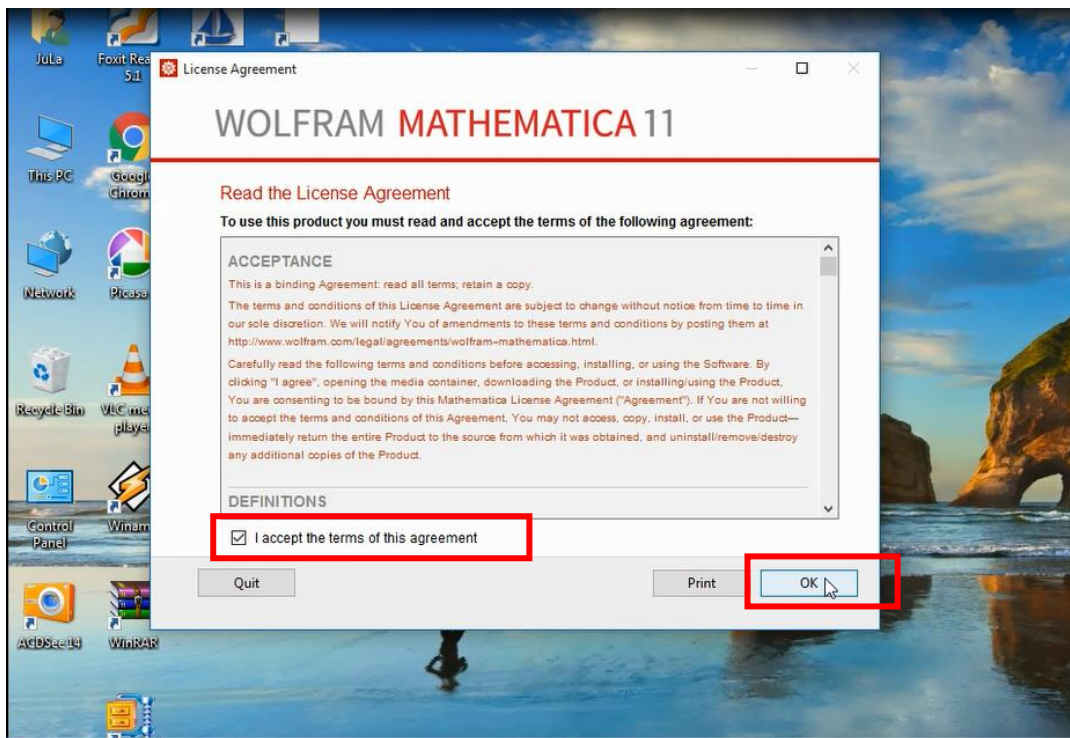 JuLa
Foxit Rea
5.1
License Agreement
WOLFRAM MATHEMATICA 11
This PC
Googl
Chrom
Read the License Agreement
To use this product you must read and accept the terms of the following agreement:
ACCEPTANCE
This is a binding Agreement: read all terms; retain a copy.
The terms and conditions of this License Agreement are subject to change without notice from time to time in
our sole discretion. We will notify You of amendments to these terms and conditions by posting them at
http://www.wolfram.com/legal/agreements/wolfram-mathematica.html.
Carefully read the following terms and conditions before accessing, installing, or using the Software. By
clicking "I agree", opening the media container, downloading the Product, or installing/using the Product,
You are consenting to be bound by this Mathematica License Agreement ("Agreement"). If You are not willing
to accept the terms and conditions of this Agreement, You may not access, copy, install, or use the Product—
immediately return the entire Product to the source from which it was obtained, and uninstall/remove/destroy
any additional copies of the Product.
DEFINITIONS
Network
Picasa
Recycle Bin
VLC me
playe
Control
Panel
Winam
I accept the terms of this agreement
Quit
Print
OK
ACDSee 14
WinRAR